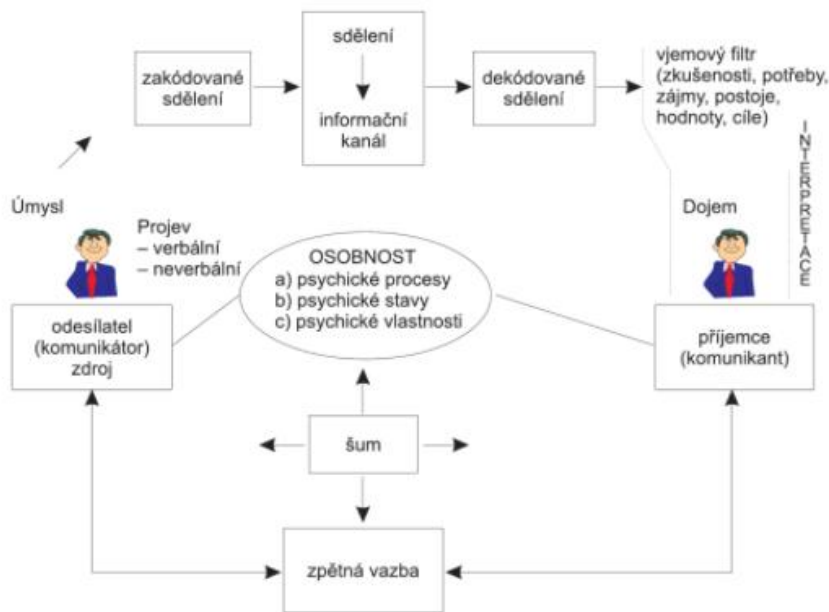 zakódované
sdělení
sdělení
informační
kanál
dekódované
sdělení
vjemový filtr
(zkušenosti, potřeby,
zájmy, postoje,
hodnoty, cíle)
INTERPRETACE
Úmysl
Projev
– verbální
– neverbální
OSOBNOST
a) psychické procesy
b) psychické stavy
c) psychické vlastnosti
Dojem
odesílatel
(komunikátor)
zdroj
příjemce
(komunikant)
šum
zpětná vazba